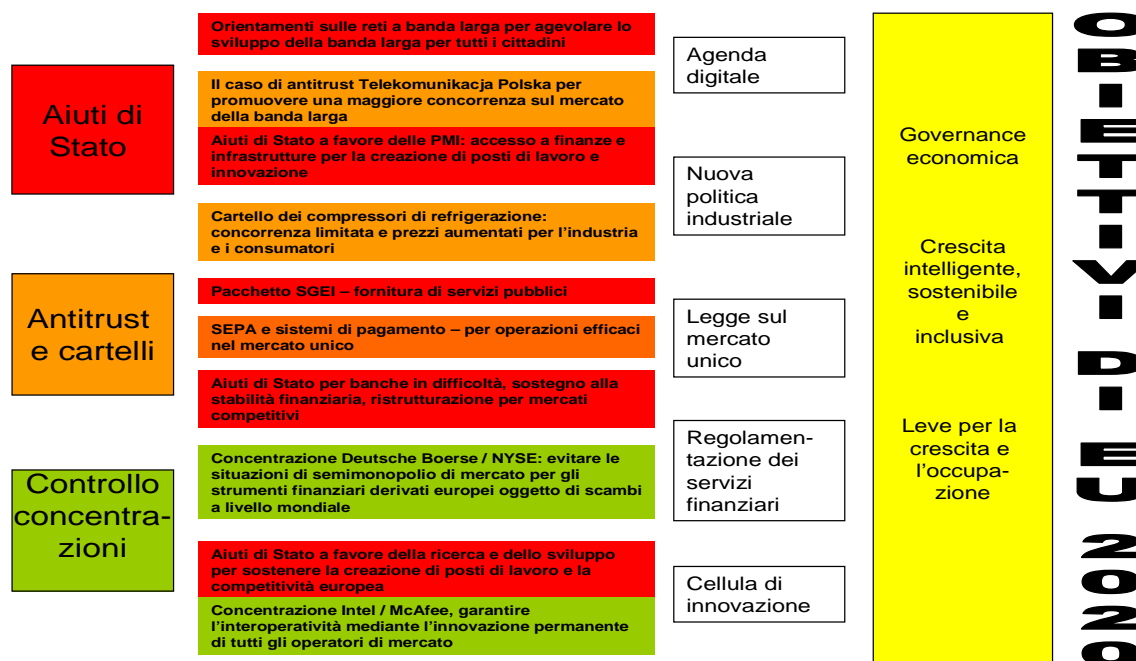 Aiuti di
Stato
Antitrust
e cartelli
Controllo
concentra-
zioni
Orientamenti sulle reti a banda larga per agevolare lo
sviluppo della banda larga per tutti i cittadini
Il caso di antitrust Telekomunikacja Polska per
promuovere una maggiore concorrenza sul mercato
della banda larga
Aiuti di Stato a favore delle PMI: accesso a finanze e
infrastrutture per la creazione di posti di lavoro e
innovazione
Cartello dei compressori di refrigerazione:
concorrenza limitata e prezzi aumentati per l'industria
e i consumatori
Pacchetto SGEI – fornitura di servizi pubblici
SEPA e sistemi di pagamento – per operazioni efficaci
nel mercato unico
Aiuti di Stato per banche in difficoltà, sostegno alla
stabilità finanziaria, ristrutturazione per mercati
competitivi
Concentrazione Deutsche Boerse / NYSE: evitare le
situazioni di semimonopolio di mercato per gli
strumenti finanziari derivati europei oggetto di scambi
a livello mondiale
Aiuti di Stato a favore della ricerca e dello sviluppo
per sostenere la creazione di posti di lavoro e la
competitività europea
Concentrazione Intel / McAfee, garantire
l'interoperatività mediante l'innovazione permanente
di tutti gli operatori di mercato
Agenda
digitale
Nuova
politica
industriale
Legge sul
mercato
unico
Regolamen-
tazione dei
servizi
finanziari
Cellula di
innovazione
Governance
economica
Crescita
intelligente,
sostenibile
e
inclusiva
Leve per la
crescita e
l'occupa-
zione
OBIETTIVI DI EU 2020